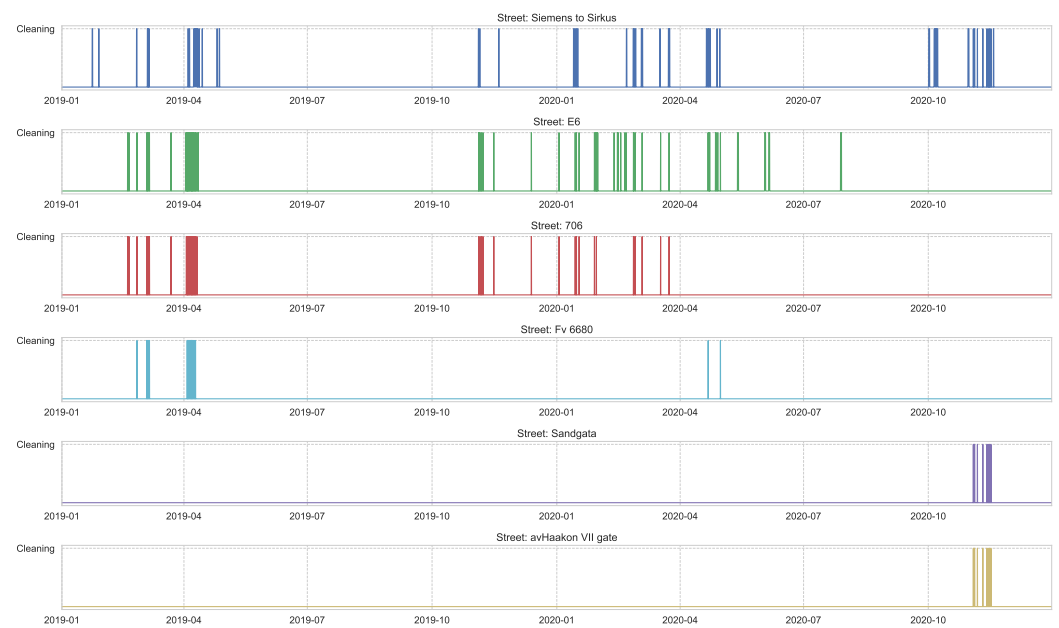 Street: Siemens to Sirkus
Cleaning
2019-01 2019-04 2019-07 2019-10 2020-01 2020-04 2020-07 2020-10
Street: E6
Cleaning
2019-01 2019-04 2019-07 2019-10 2020-01 2020-04 2020-07 2020-10
Street: 706
Cleaning
2019-01 2019-04 2019-07 2019-10 2020-01 2020-04 2020-07 2020-10
Street: Fv 6680
Cleaning
2019-01 2019-04 2019-07 2019-10 2020-01 2020-04 2020-07 2020-10
Street: Sandgata
Cleaning
2019-01 2019-04 2019-07 2019-10 2020-01 2020-04 2020-07 2020-10
Street: avHaakon VII gate
Cleaning
2019-01 2019-04 2019-07 2019-10 2020-01 2020-04 2020-07 2020-10